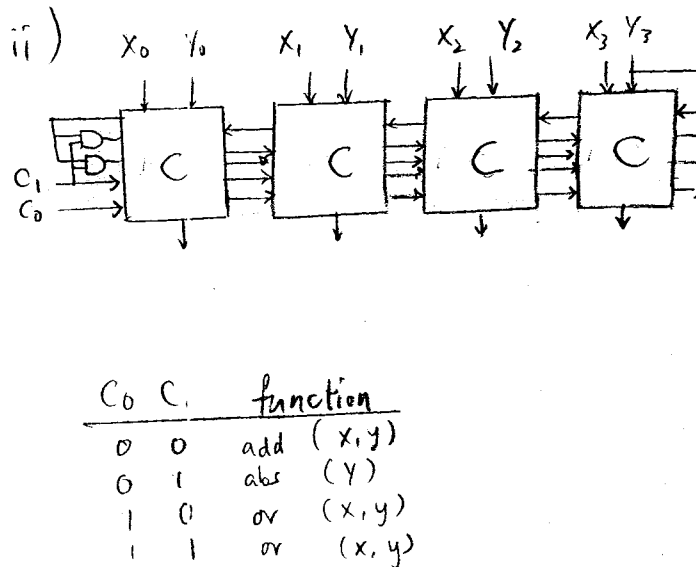 ii)
X₀ Y₀ X₁ Y₁ X₂ Y₂ X₃ Y₃
C C C C
C₁
C₀
C₀ C₁ function
0 0 add (x,y)
0 1 abs (Y)
1 0 or (x,y)
1 1 or (x,y)